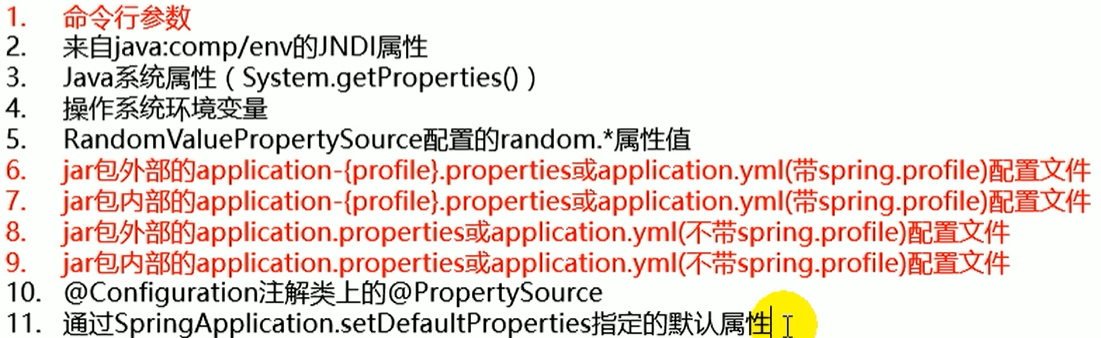 1. 命令行参数
2. 来自java:comp/env的JNDI属性
3. Java系统属性（System.getProperties()）
4. 操作系统环境变量
5. RandomValuePropertySource配置的random.*属性值
6. jar包外部的application-{profile}.properties或application.yml(带spring.profile)配置文件
7. jar包内部的application-{profile}.properties或application.yml(带spring.profile)配置文件
8. jar包外部的application.properties或application.yml(不带spring.profile)配置文件
9. jar包内部的application.properties或application.yml(不带spring.profile)配置文件
10. @Configuration注解类上的@PropertySource
11. 通过SpringApplication.setDefaultProperties指定的默认属性